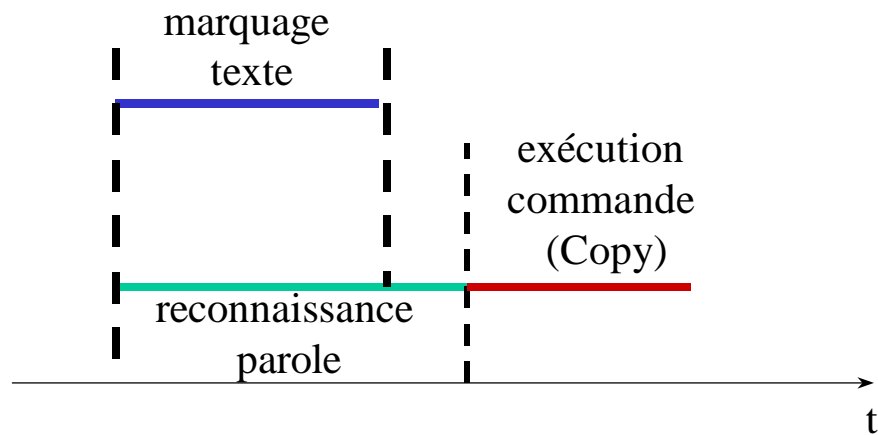 marquage
texte
exécution
commande
(Copy)
reconnaissance
parole
t